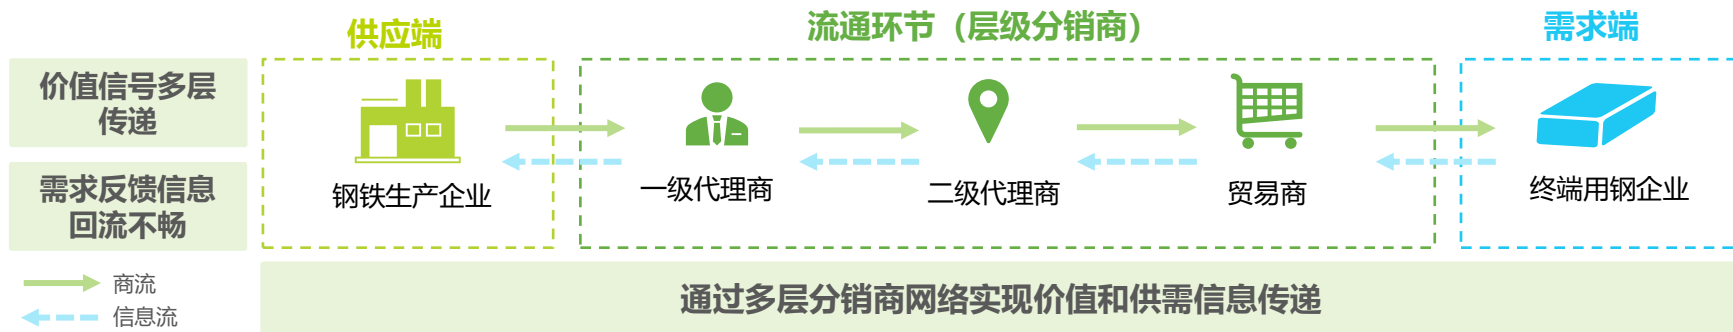 供应端
流通环节（层级分销商）
需求端
价值信号多层
传递
需求反馈信息
回流不畅
钢铁生产企业
一级代理商
二级代理商
贸易商
终端用钢企业
商流
信息流
通过多层分销商网络实现价值和供需信息传递